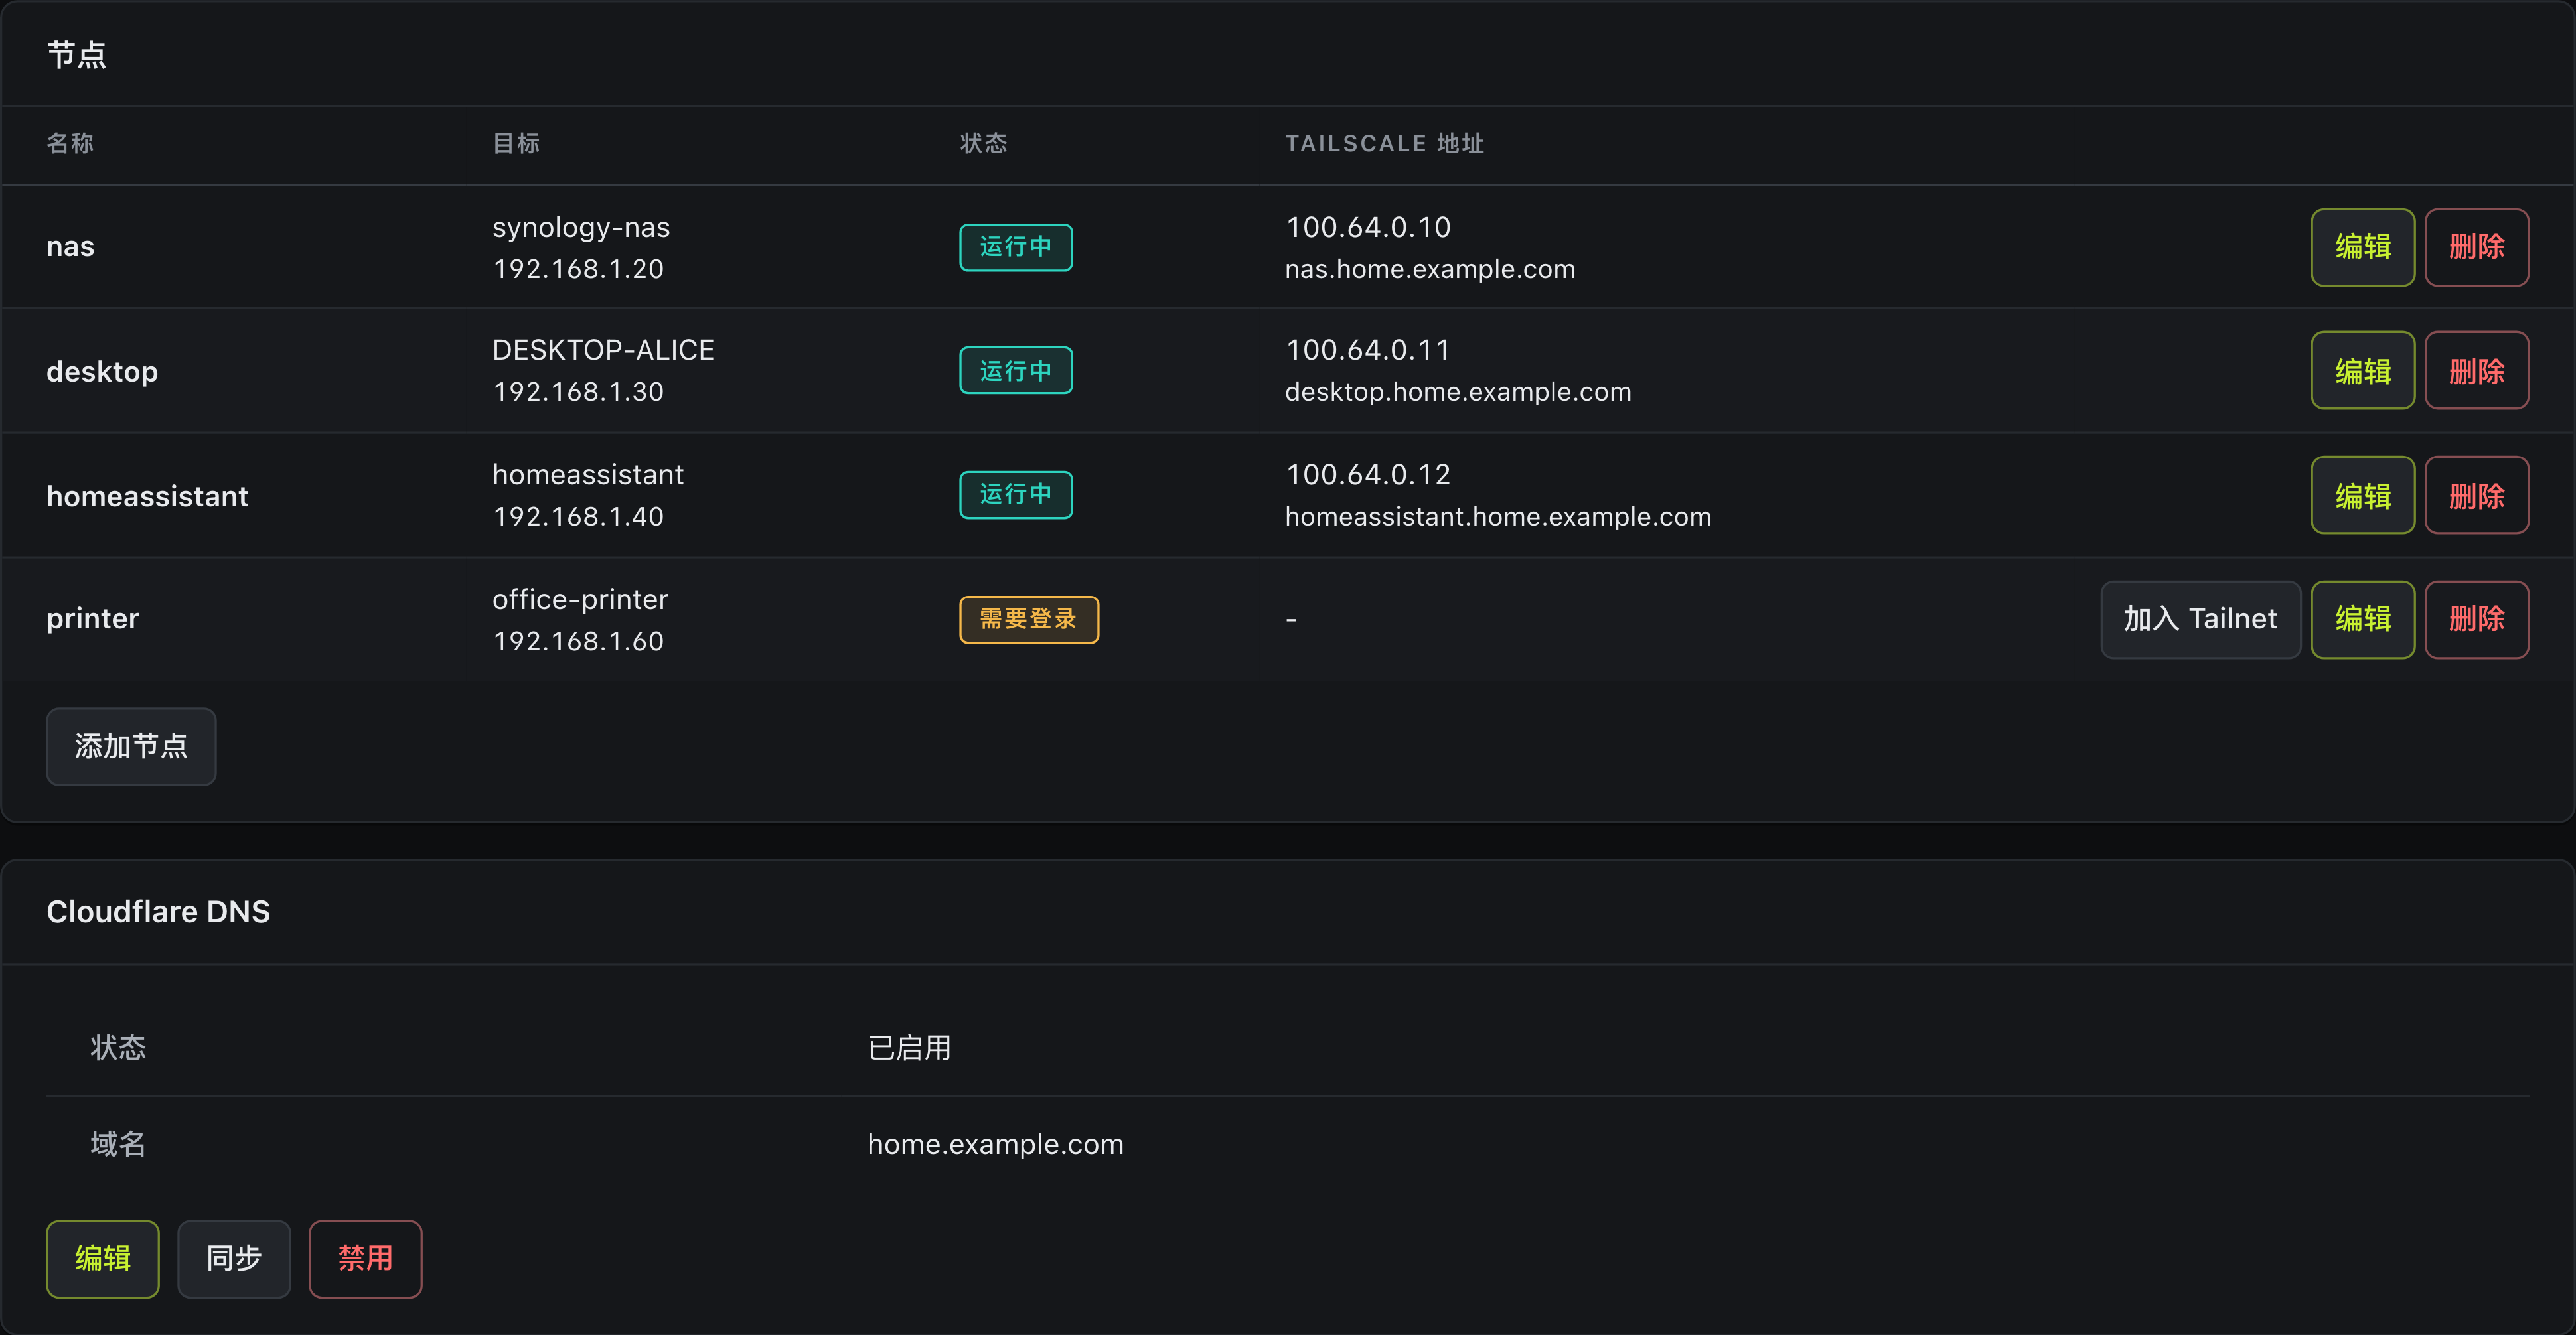 节点
名称 目标 状态 TAILSCALE 地址
nas
synology-nas
192.168.1.20
运行中
100.64.0.10
nas.home.example.com
编辑 删除
desktop
DESKTOP-ALICE
192.168.1.30
运行中
100.64.0.11
desktop.home.example.com
编辑 删除
homeassistant
homeassistant
192.168.1.40
运行中
100.64.0.12
homeassistant.home.example.com
编辑 删除
printer
office-printer
192.168.1.60
需要登录
-
加入 Tailnet 编辑 删除
添加节点
Cloudflare DNS
状态 已启用
域名 home.example.com
编辑 同步 禁用